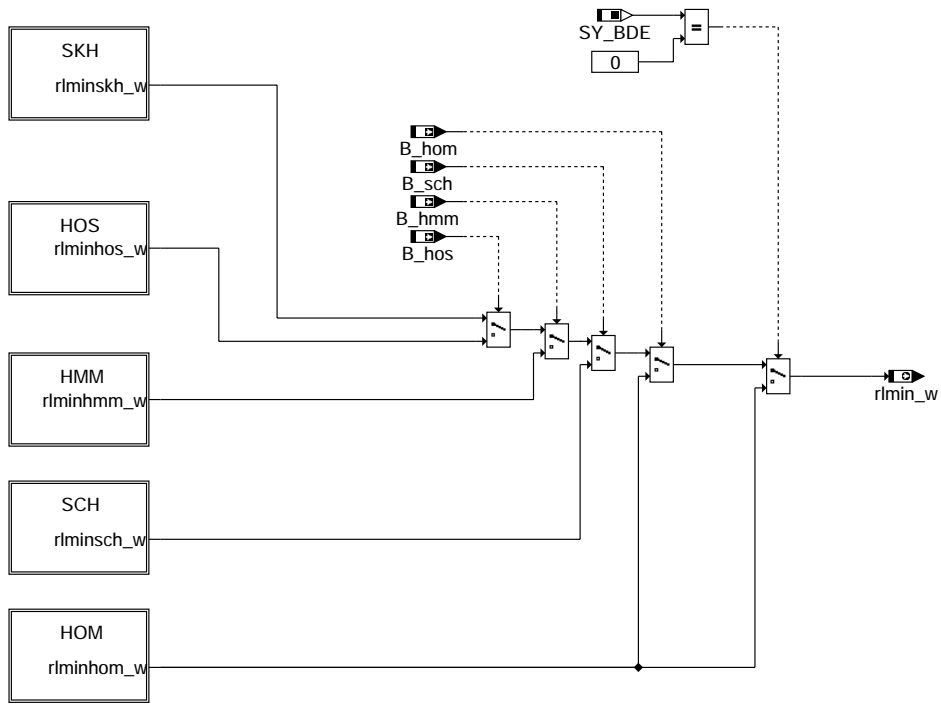 SY_BDE
=
0
SKH
rlminskh_w
B_hom
B_sch
B_hmm
B_hos
HOS
rlminhos_w
HMM
rlminhmm_w
rlmin_w
SCH
rlminsch_w
HOM
rlminhom_w